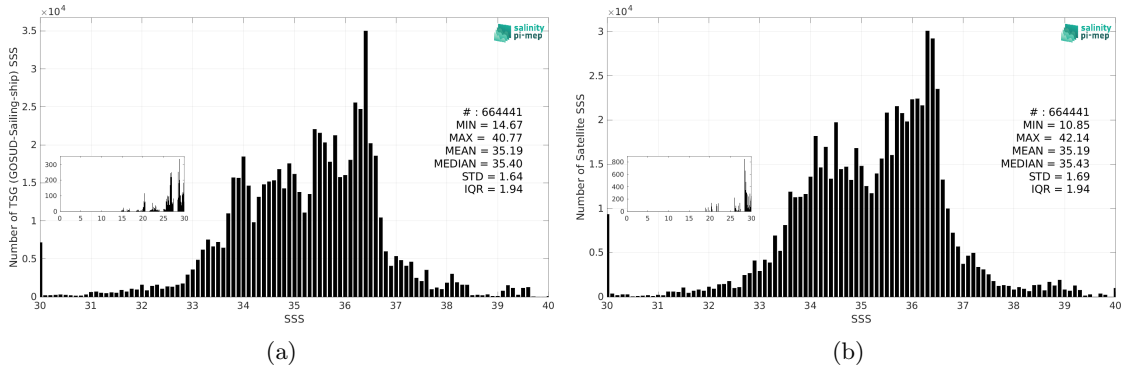 ×10^4
3.5
3
2.5
2
1.5
1
0.5
0
Number of TSG (GOSUD-Sailing-ship) SSS
salinity
pi-mep
# : 664441
MIN = 14.67
MAX = 40.77
MEAN = 35.19
MEDIAN = 35.40
STD = 1.64
IQR = 1.94
300
200
100
0
0 5 10 15 20 25 30
30 31 32 33 34 35 36 37 38 39 40
SSS
(a)
×10^4
3
2.5
2
1.5
1
0.5
0
Number of Satellite SSS
salinity
pi-mep
# : 664441
MIN = 10.85
MAX = 42.14
MEAN = 35.19
MEDIAN = 35.43
STD = 1.69
IQR = 1.94
800
600
400
200
0
0 5 10 15 20 25 30
30 31 32 33 34 35 36 37 38 39 40
SSS
(b)